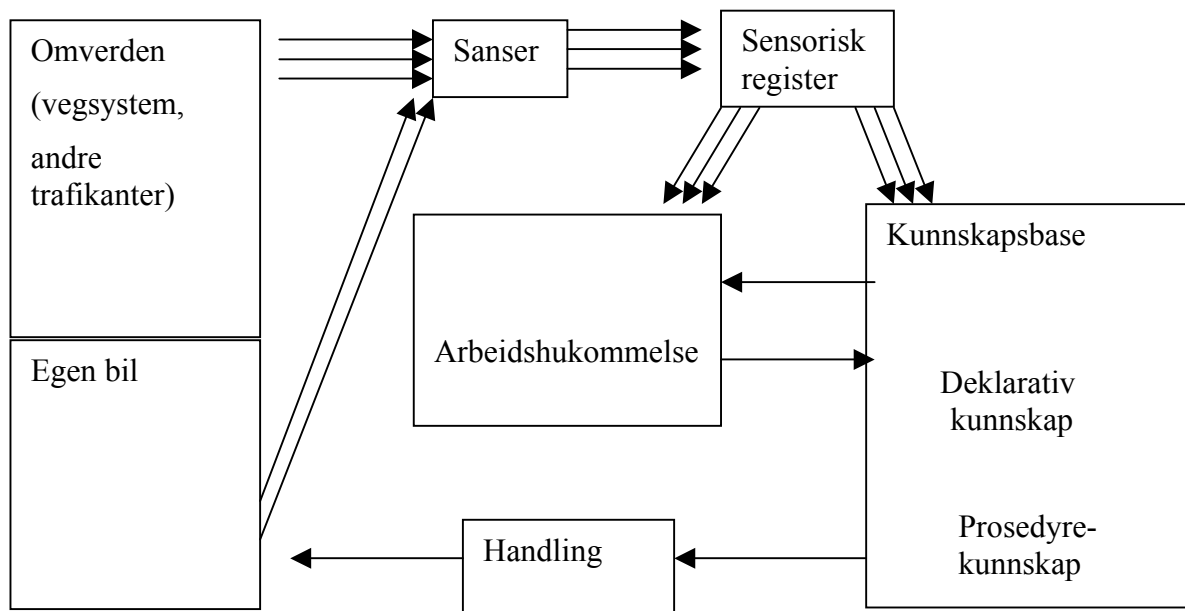 Omverden
(vegsystem,
andre
trafikanter)
Sanser
Sensorisk
register
Egen bil
Arbeidshukommelse
Kunnskapsbase
Deklarativ
kunnskap
Prosedyre-
kunnskap
Handling